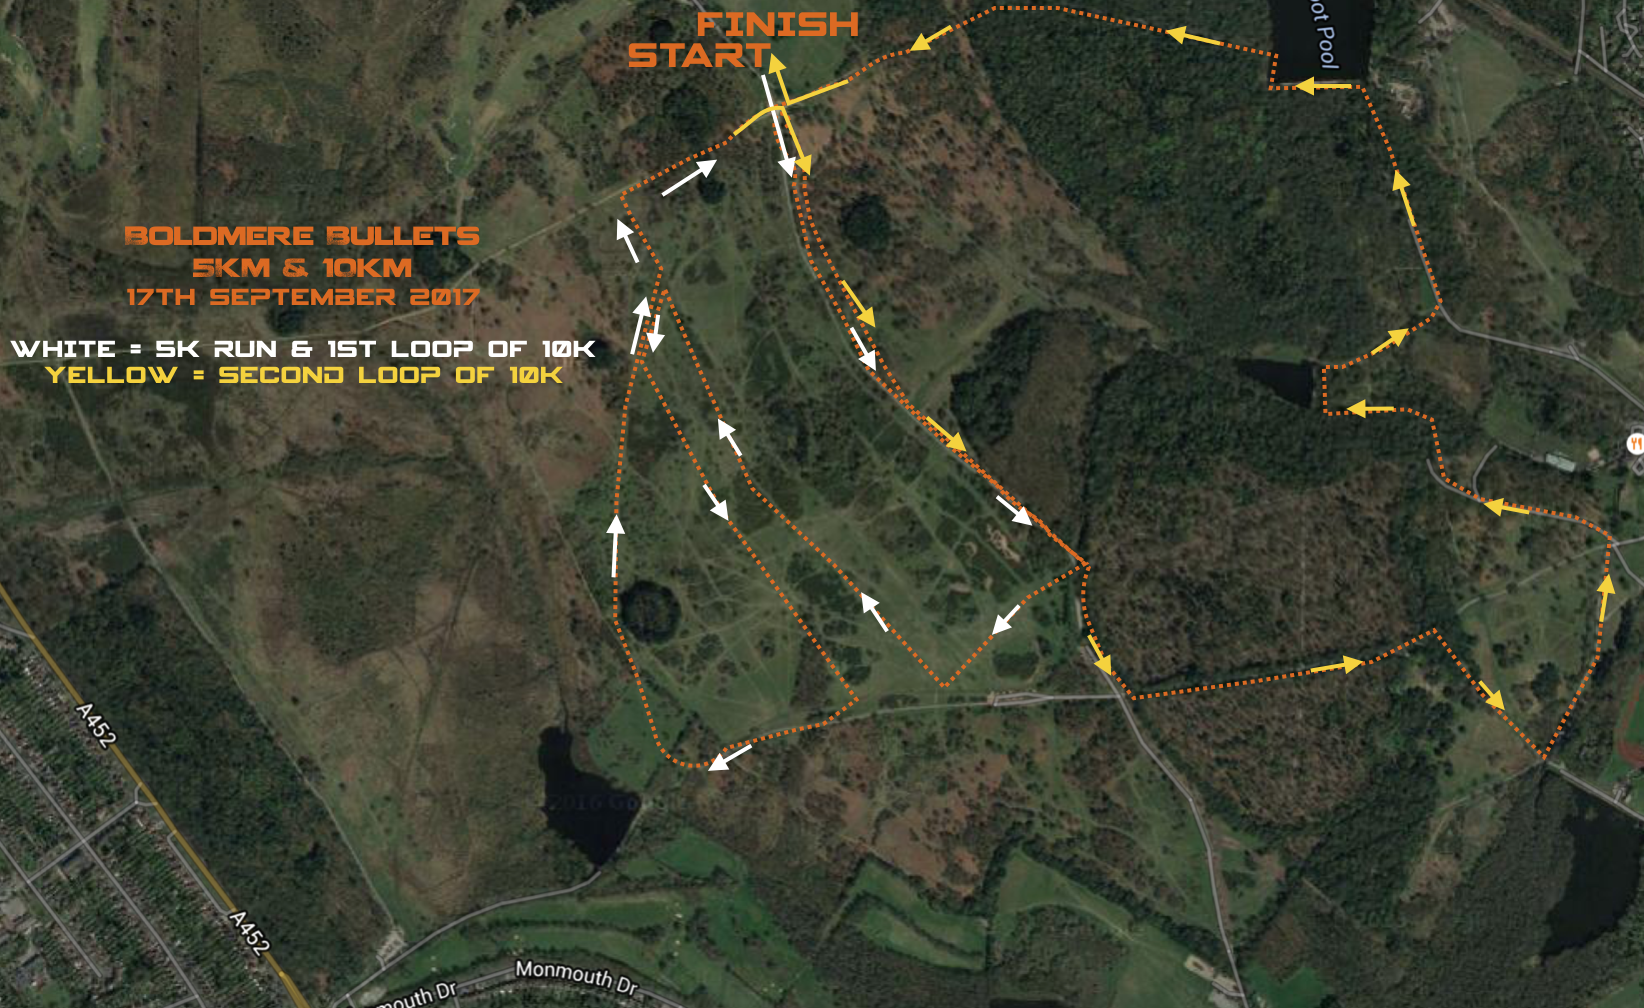 FINISH
START
ot Pool
BOLDMERE BULLETS
5KM & 10KM
17TH SEPTEMBER 2017
WHITE = 5K RUN & 1ST LOOP OF 10K
YELLOW = SECOND LOOP OF 10K
A452
A452
Monmouth Dr
mouth Dr